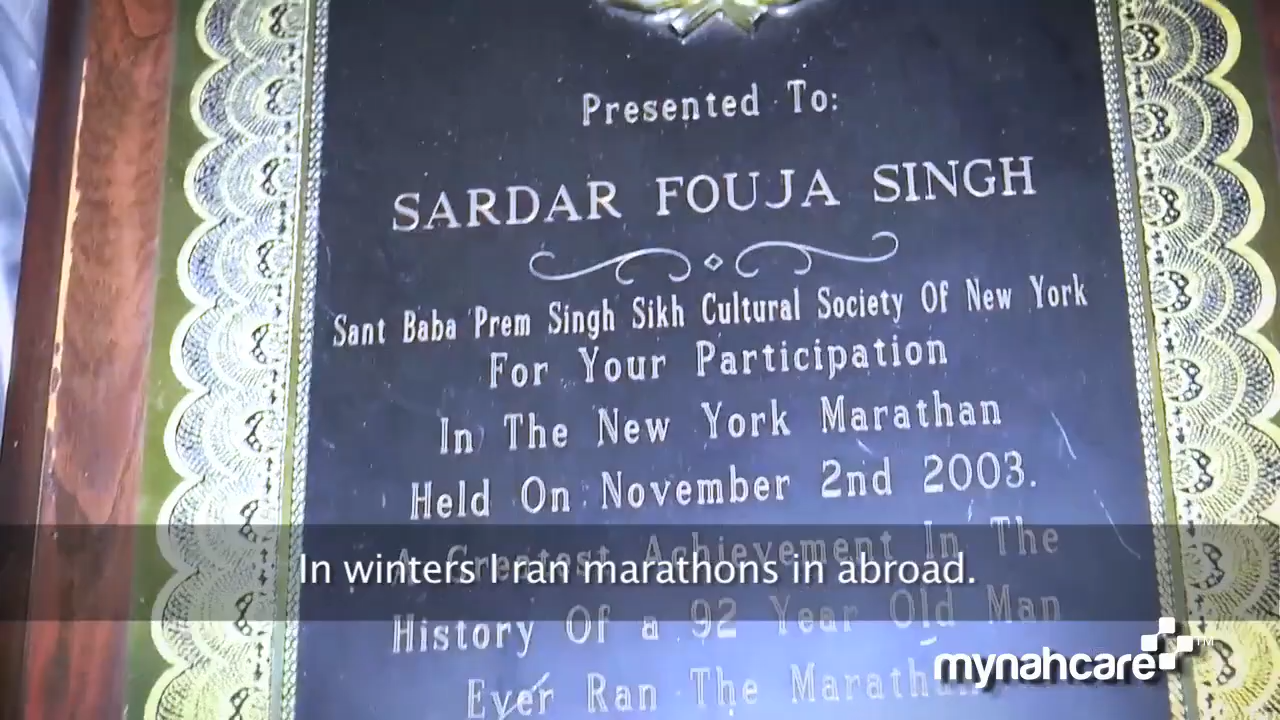 Presented To:
SARDAR FOUJA SINGH
Sant Baba Prem Singh Sikh Cultural Society Of New York
For Your Participation
In The New York Marathan
Held On November 2nd 2003.
A Greatest Achievement In The
In winters I ran marathons in abroad.
History Of a 92 Year Old Man
Ever Ran The Marathan
mynahcare™